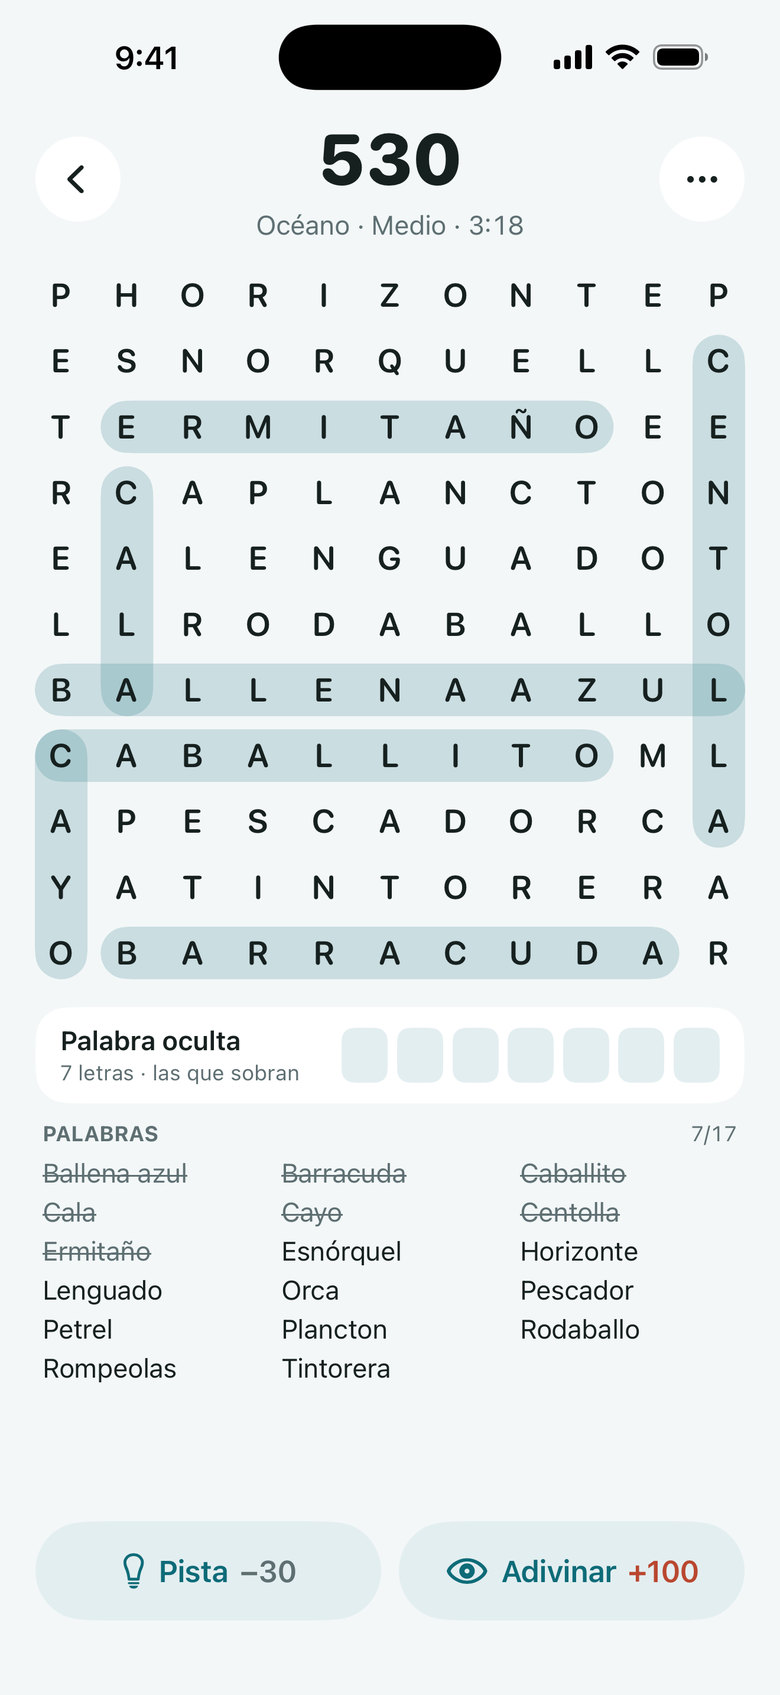 9:41
530
Océano · Medio · 3:18
P H O R I Z O N T E P
E S N O R Q U E L L C
T E R M I T A Ñ O E E
R C A P L A N C T O N
E A L E N G U A D O T
L L R O D A B A L L O
B A L L E N A A Z U L
C A B A L L I T O M L
A P E S C A D O R C A
Y A T I N T O R E R A
O B A R R A C U D A R
Palabra oculta
7 letras · las que sobran
PALABRAS 7/17
Ballena azul Barracuda Caballito
Cala Cayo Centolla
Ermitaño Esnórquel Horizonte
Lenguado Orca Pescador
Petrel Plancton Rodaballo
Rompeolas Tintorera
Pista −30 Adivinar +100